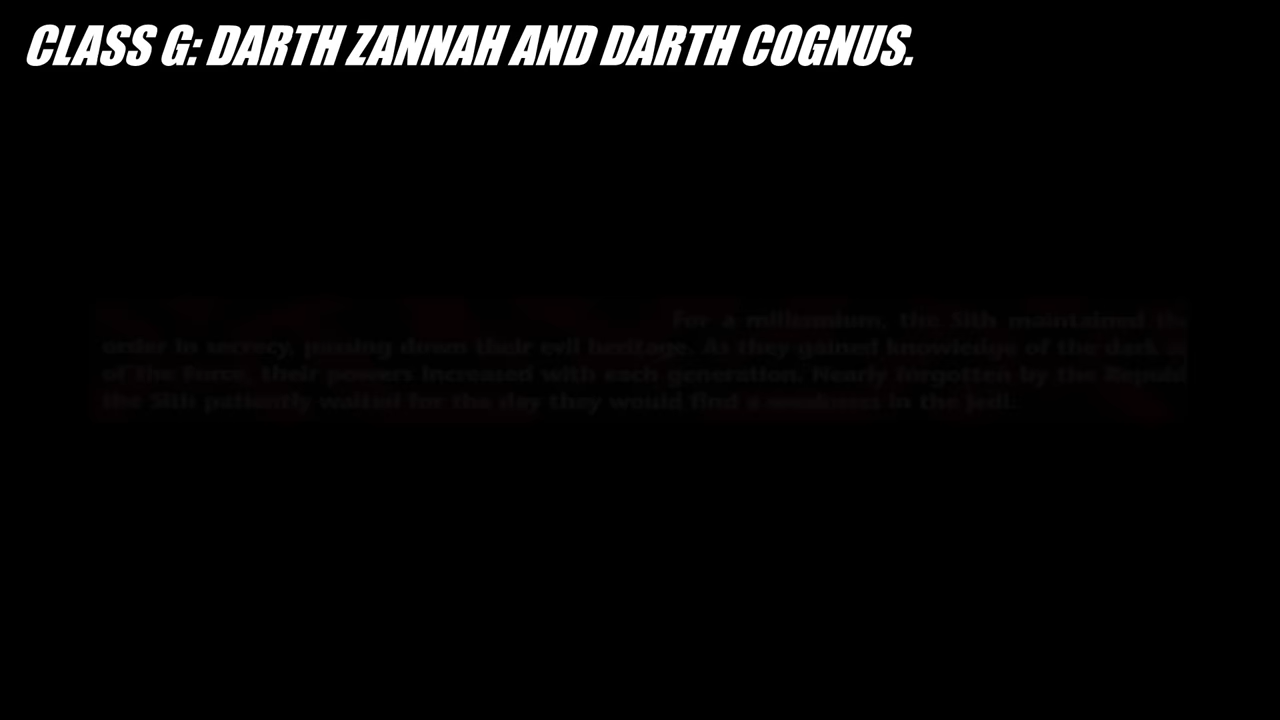 CLASS G: DARTH ZANNAH AND DARTH COGNUS.
For a millennium, the Sith maintained
order in secrecy, passing down their evil heritage. As they gained knowledge of the dark
of the Force, their powers increased with each generation. Nearly forgotten by the
the Sith patiently waited for the day they would find a weakness in the Jedi.